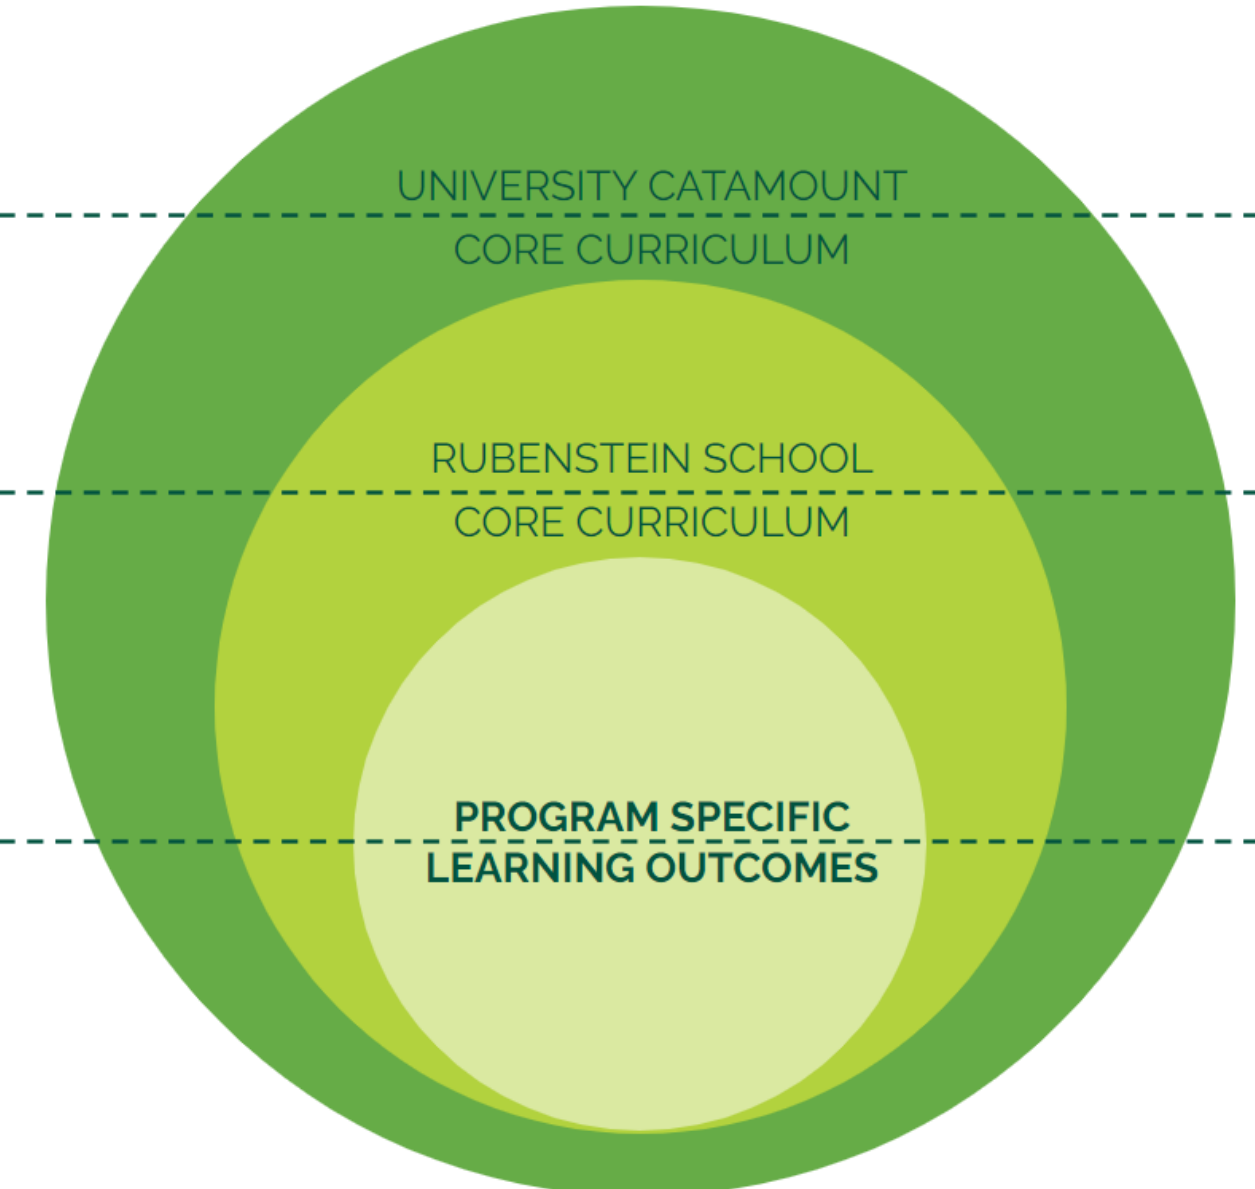 UNIVERSITY CATAMOUNT
CORE CURRICULUM
RUBENSTEIN SCHOOL
CORE CURRICULUM
PROGRAM SPECIFIC
LEARNING OUTCOMES